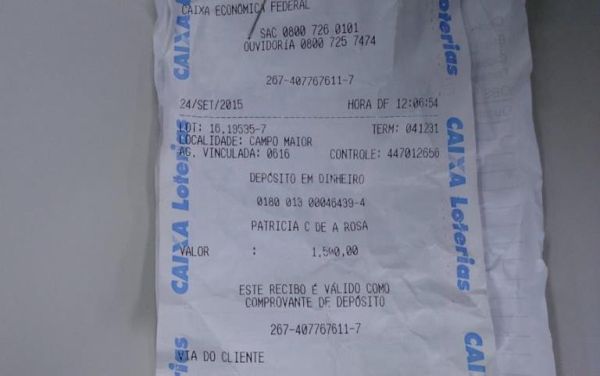 CAIXA ECONOMICA FEDERAL
SAC 0800 726 0101
OUVIDORIA 0800 725 7474
267-407767611-7
24/SET/2015 HORA DF 12:06:54
LOT: 16.19535-7 TERM: 041231
LOCALIDADE: CAMPO MAIOR
AG. VINCULADA: 0616 CONTROLE: 447012656
DEPÓSITO EM DINHEIRO
0180 013 00046439-4
PATRICIA C DE A ROSA
VALOR : 1.500,00
ESTE RECIBO É VÁLIDO COMO
COMPROVANTE DE DEPÓSITO
267-407767611-7
VIA DO CLIENTE
CAIXA Loterias
CAIXA Loterias
Loterias
CAIXA Loterias
CAIXA